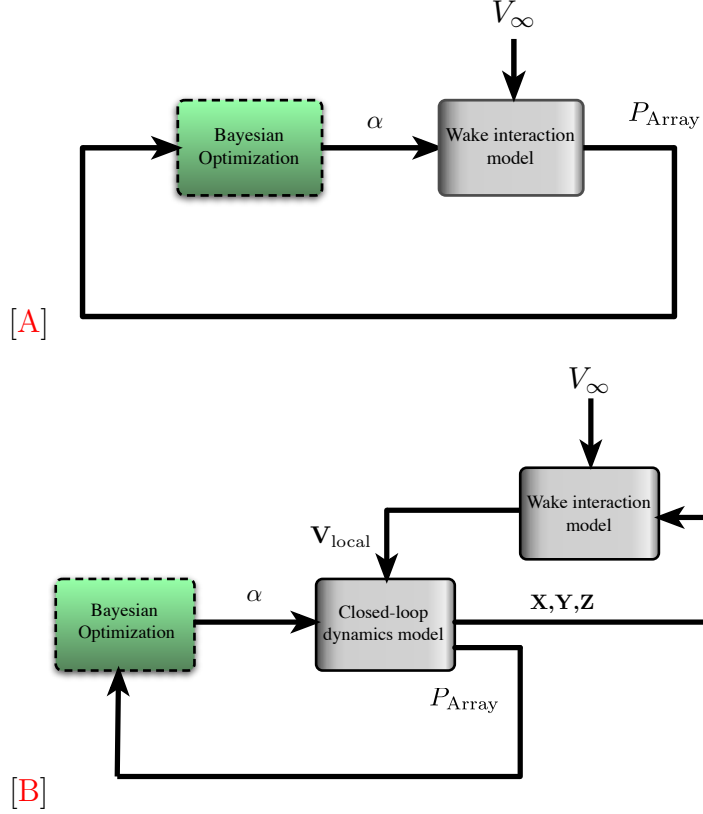 V∞
P_Array
Bayesian
Optimization
α
Wake interaction
model
[A]
V∞
Wake interaction
model
V_local
Bayesian
Optimization
α
Closed-loop
dynamics model
X,Y,Z
P_Array
[B]